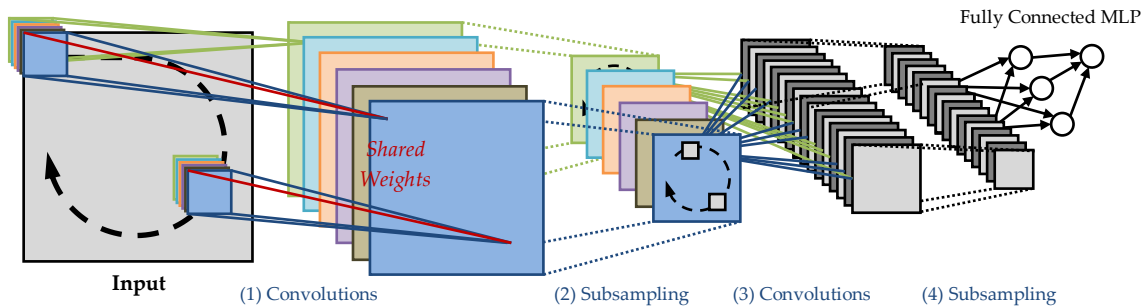 Fully Connected MLP
Shared
Weights
Input
(1) Convolutions
(2) Subsampling
(3) Convolutions
(4) Subsampling